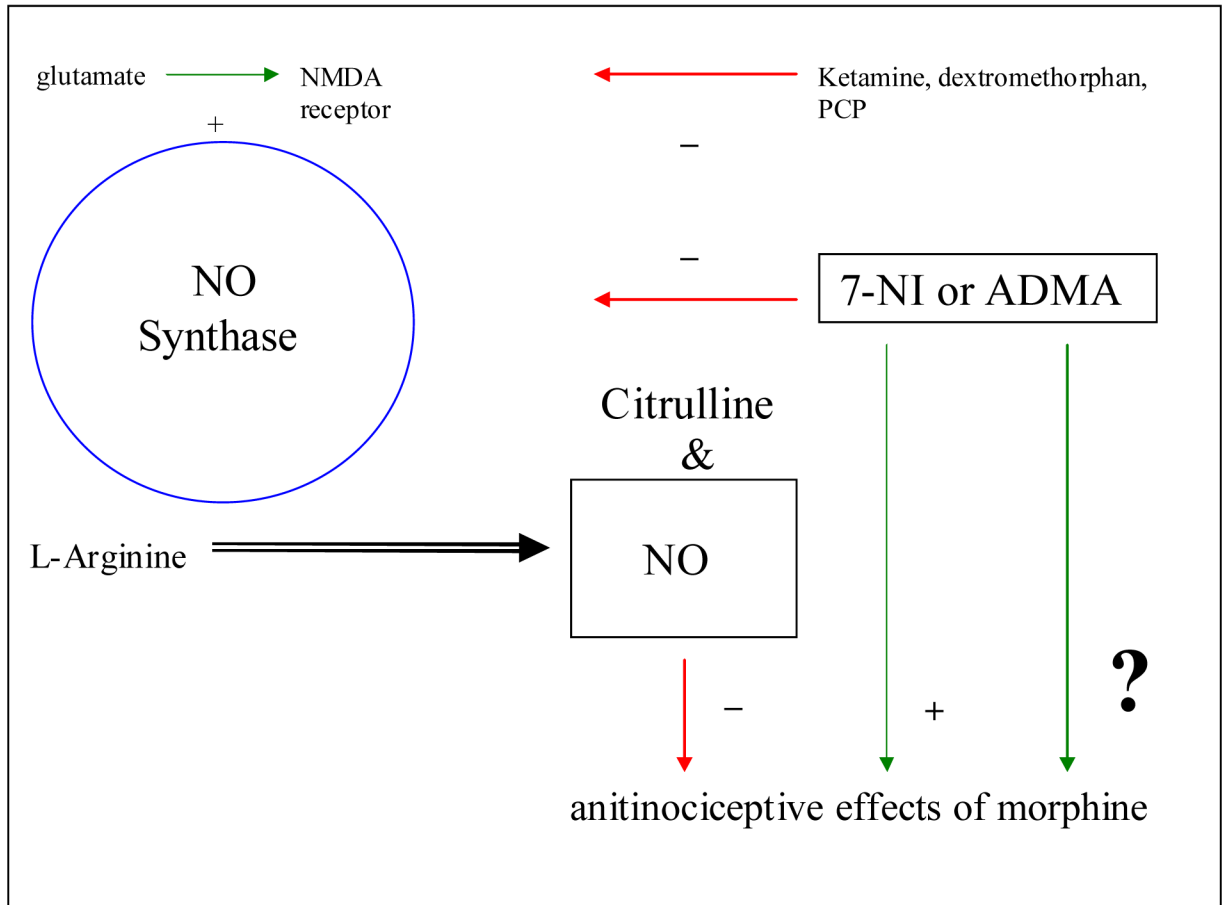 glutamate
NMDA
receptor
Ketamine, dextromethorphan,
PCP
+
−
NO
Synthase
−
7-NI or ADMA
Citrulline
&
L-Arginine
NO
?
−
+
anitinociceptive effects of morphine